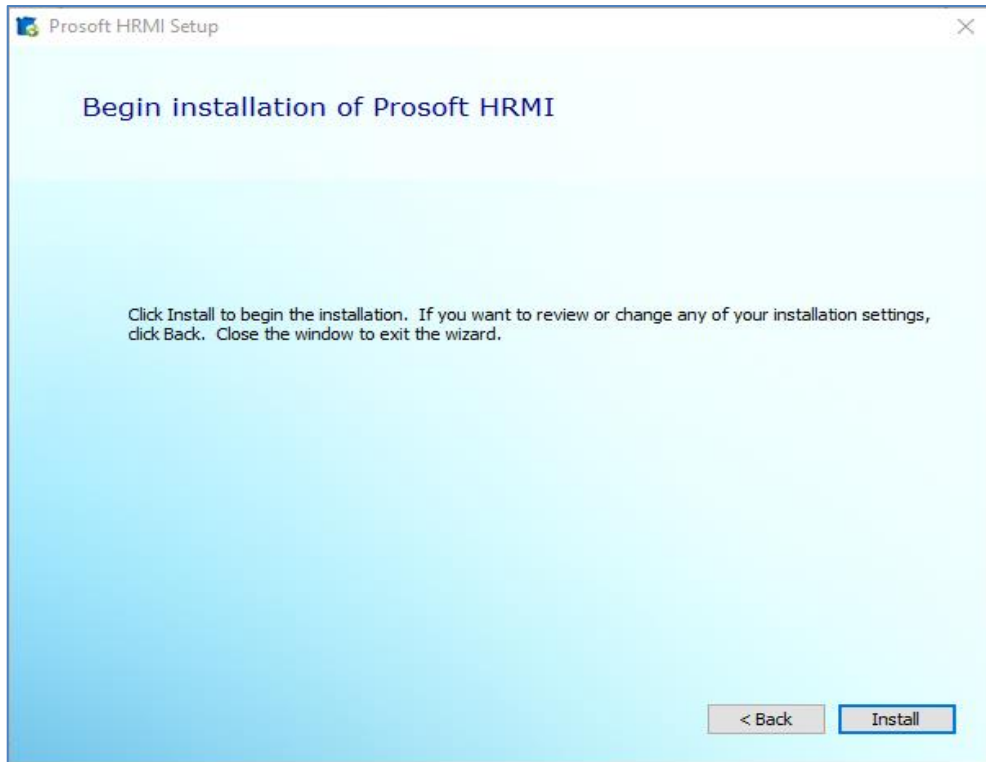 Prosoft HRMI Setup
Begin installation of Prosoft HRMI
Click Install to begin the installation.  If you want to review or change any of your installation settings,
click Back.  Close the window to exit the wizard.
< Back
Install